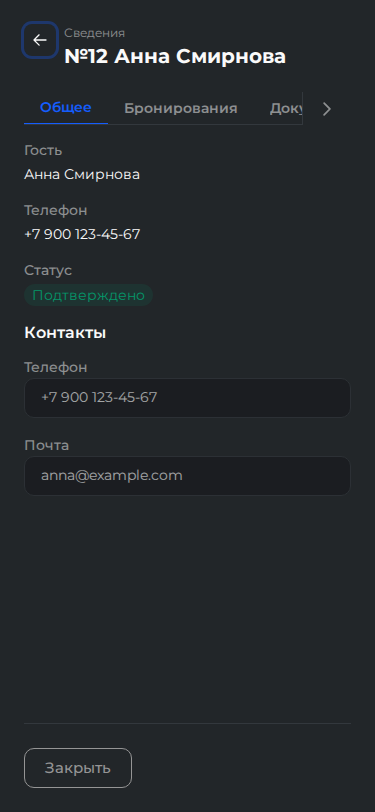 Сведения
№12 Анна Смирнова
Общее Бронирования Доку
Гость
Анна Смирнова
Телефон
+7 900 123-45-67
Статус
Подтверждено
Контакты
Телефон
+7 900 123-45-67
Почта
anna@example.com
Закрыть